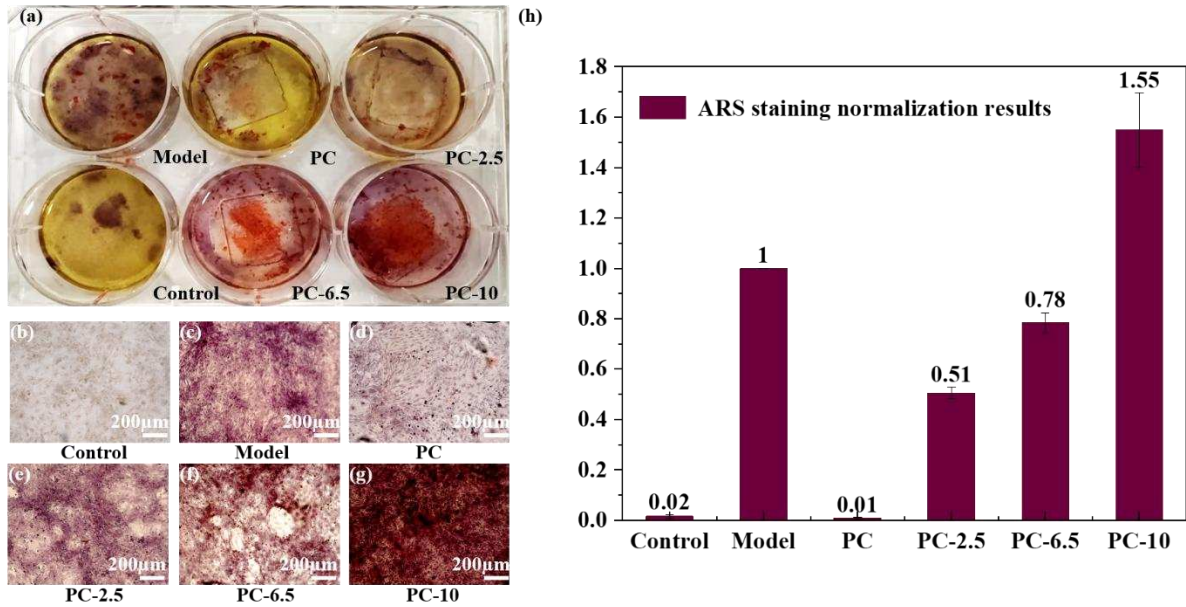 (a)
Model PC PC-2.5
Control PC-6.5 PC-10
(b) (c) (d)
200μm 200μm 200μm
Control Model PC
(e) (f) (g)
200μm 200μm 200μm
PC-2.5 PC-6.5 PC-10
(h)
1.8
1.6
1.4
1.2
1.0
0.8
0.6
0.4
0.2
0.0
ARS staining normalization results
0.02 1 0.01 0.51 0.78 1.55
Control Model PC PC-2.5 PC-6.5 PC-10